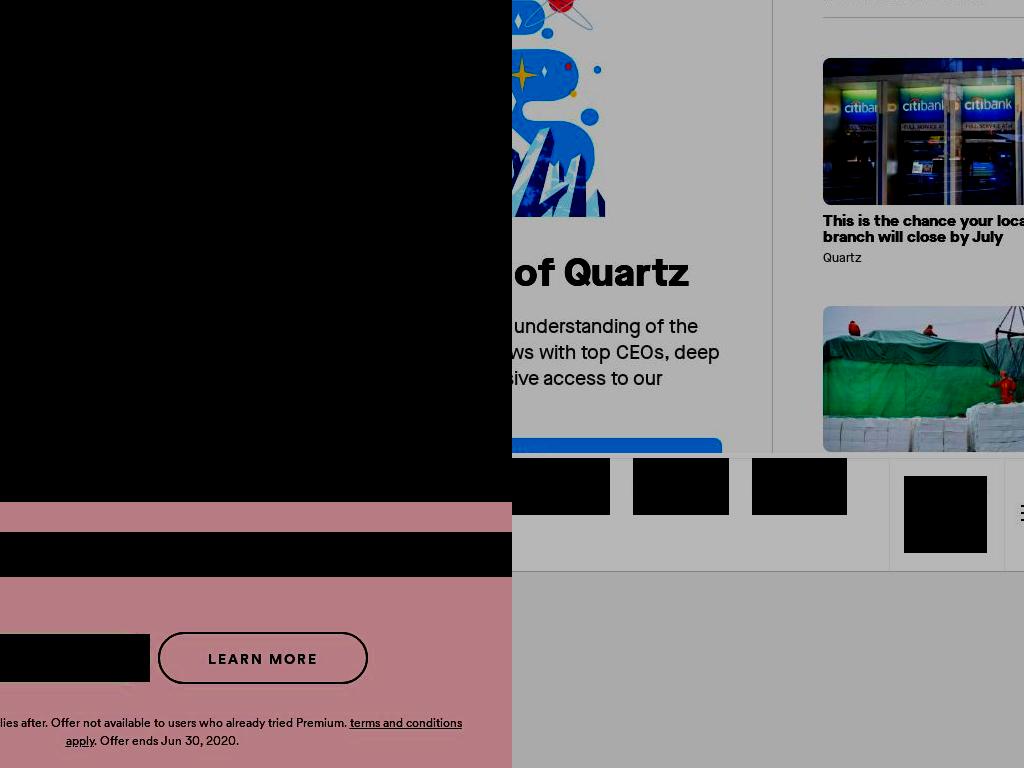 citibank
citibank
citibank
This is the chance your loca
branch will close by July
Quartz
of Quartz
understanding of the
ws with top CEOs, deep
sive access to our
LEARN MORE
lies after. Offer not available to users who already tried Premium. terms and conditions
apply. Offer ends Jun 30, 2020.